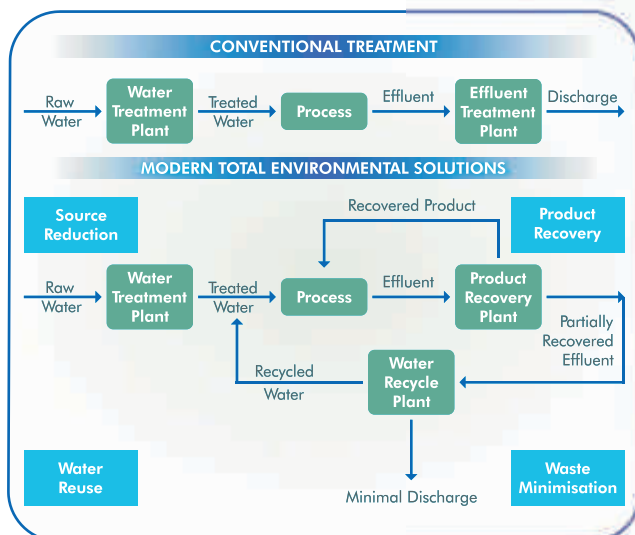 CONVENTIONAL TREATMENT
Raw
Water
Water
Treatment
Plant
Treated
Water
Process
Effluent
Effluent
Treatment
Plant
Discharge
MODERN TOTAL ENVIRONMENTAL SOLUTIONS
Source
Reduction
Recovered Product
Product
Recovery
Raw
Water
Water
Treatment
Plant
Treated
Water
Process
Effluent
Product
Recovery
Plant
Partially
Recovered
Effluent
Recycled
Water
Water
Recycle
Plant
Water
Reuse
Minimal Discharge
Waste
Minimisation